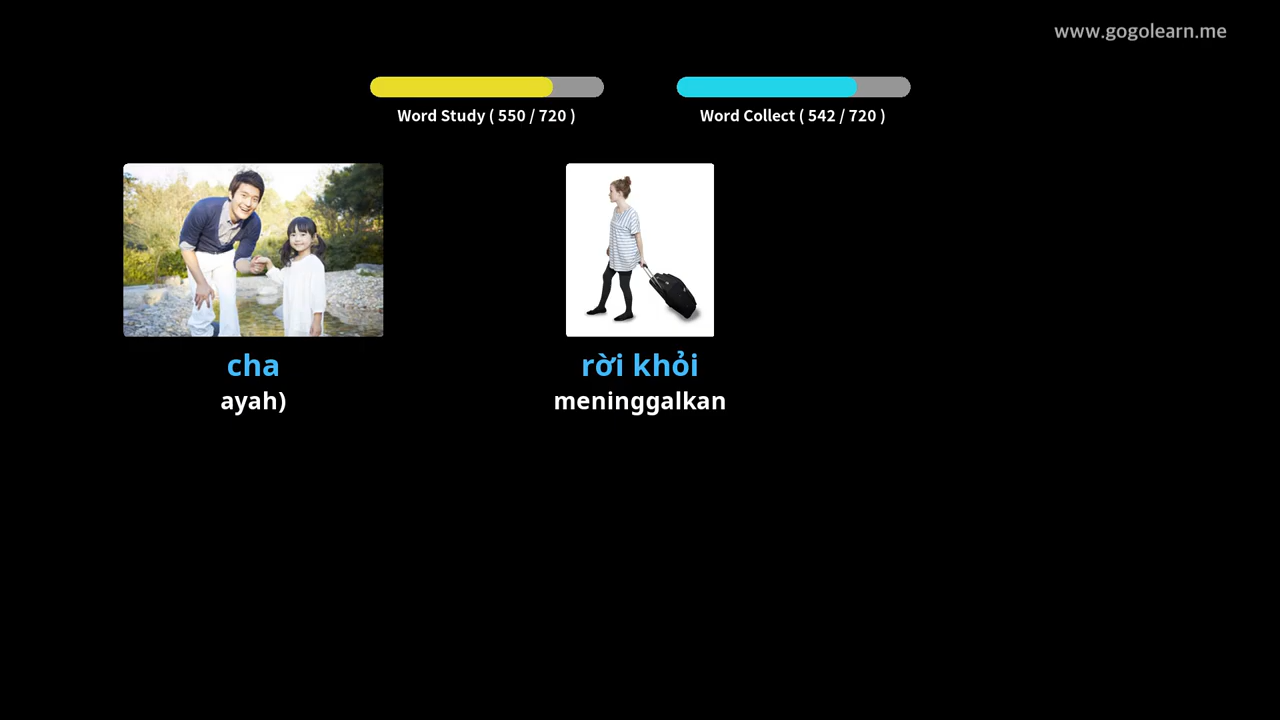 www.gogolearn.me
Word Study ( 550 / 720 )
Word Collect ( 542 / 720 )
cha
ayah)
rời khỏi
meninggalkan